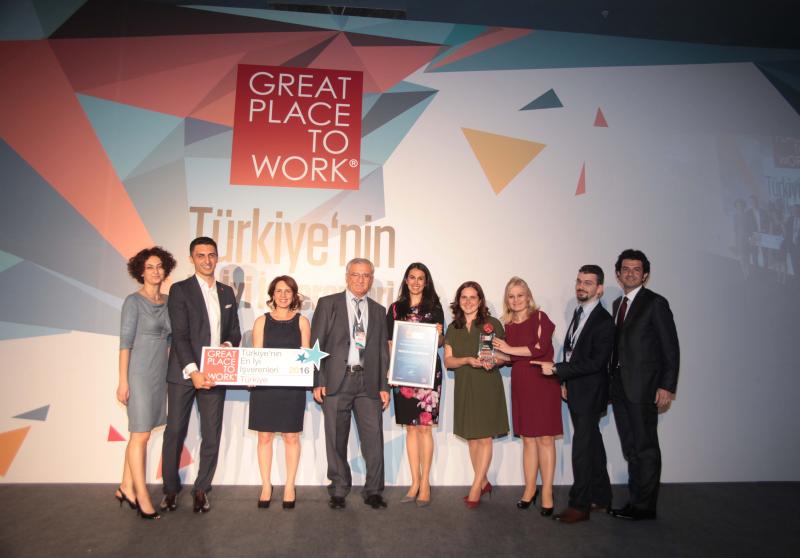 GREAT
PLACE
TO
WORK®
Türkiye'nin
GREAT
PLACE
TO
WORK
Türkiye'nin
En İyi
İşverenleri
2016
Türkiye